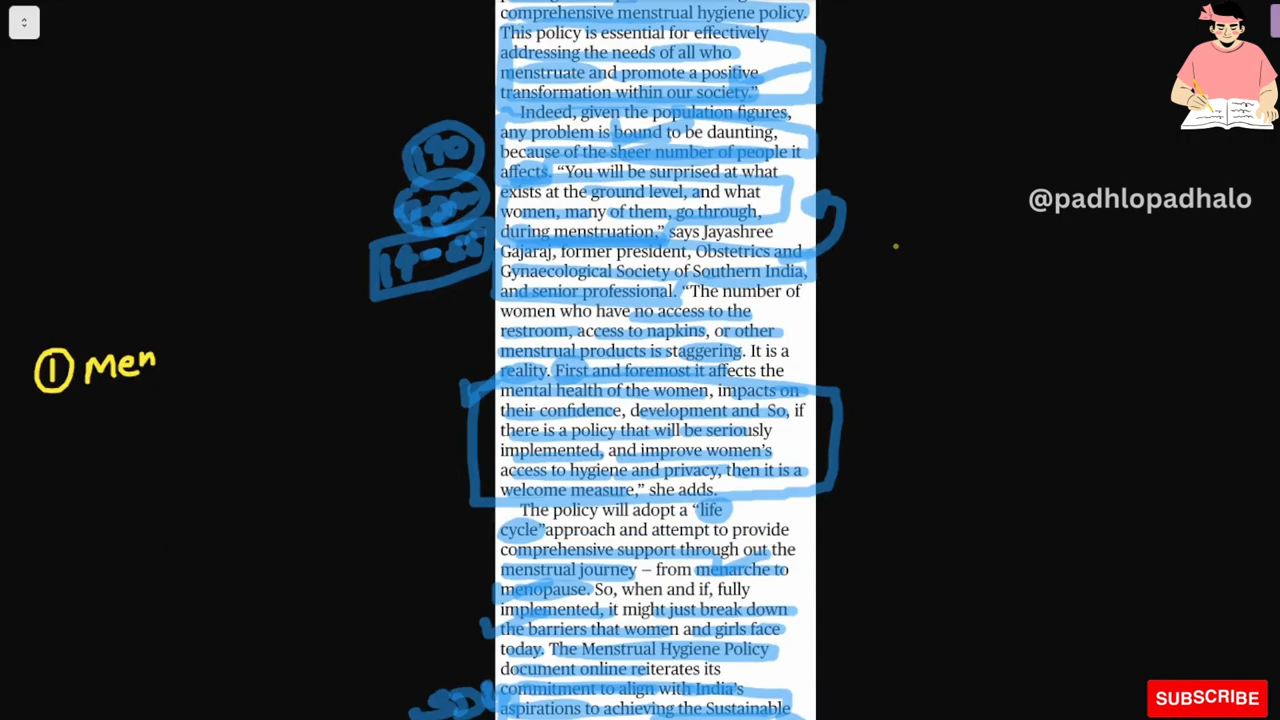 comprehensive menstrual hygiene policy.
This policy is essential for effectively
addressing the needs of all who
menstruate and promote a positive
transformation within our society.”
Indeed, given the population figures,
any problem is bound to be daunting,
because of the sheer number of people it
affects. “You will be surprised at what
exists at the ground level, and what
women, many of them, go through,
during menstruation,” says Jayashree
Gajaraj, former president, Obstetrics and
Gynaecological Society of Southern India,
and senior professional. “The number of
women who have no access to the
restroom, access to napkins, or other
menstrual products is staggering. It is a
reality. First and foremost it affects the
mental health of the women, impacts on
their confidence, development and So, if
there is a policy that will be seriously
implemented, and improve women’s
access to hygiene and privacy, then it is a
welcome measure,” she adds.
The policy will adopt a “life
cycle”approach and attempt to provide
comprehensive support through out the
menstrual journey – from menarche to
menopause. So, when and if, fully
implemented, it might just break down
the barriers that women and girls face
today. The Menstrual Hygiene Policy
document online reiterates its
commitment to align with India’s
aspirations to achieving the Sustainable
① Men
@padhlopadhalo
SUBSCRIBE